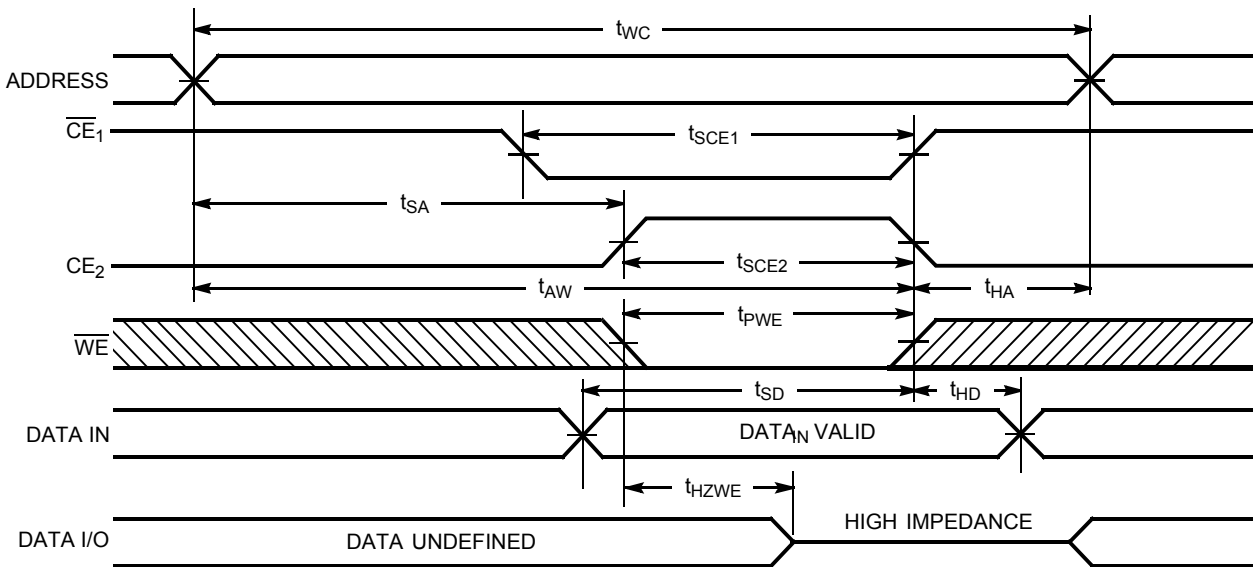 tWC
ADDRESS
CE1
tSCE1
tSA
CE2
tSCE2
tAW
tHA
tPWE
WE
tSD
tHD
DATA IN
DATAIN VALID
tHZWE
HIGH IMPEDANCE
DATA I/O
DATA UNDEFINED